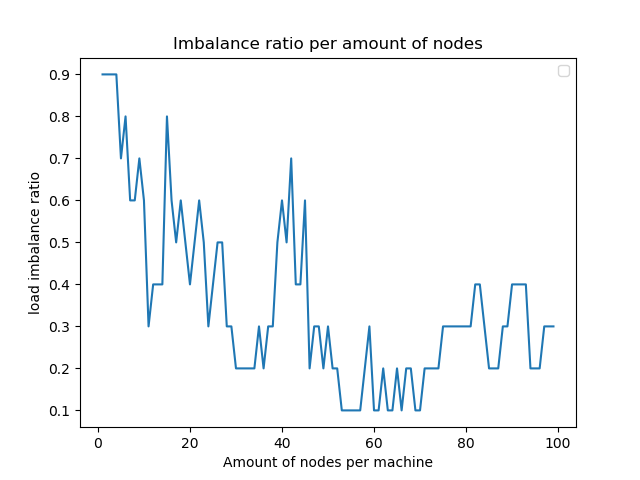 Imbalance ratio per amount of nodes
0.9
0.8
0.7
0.6
0.5
0.4
0.3
0.2
0.1
load imbalance ratio
0 20 40 60 80 100
Amount of nodes per machine